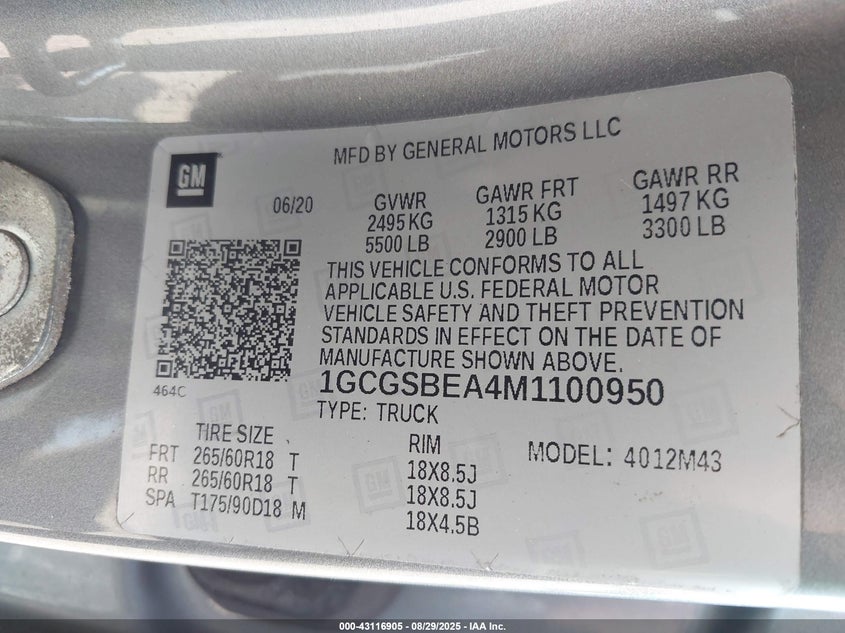 MFD BY GENERAL MOTORS LLC
GM
06/20
GVWR
2495 KG
5500 LB
GAWR FRT
1315 KG
2900 LB
GAWR RR
1497 KG
3300 LB
THIS VEHICLE CONFORMS TO ALL
APPLICABLE U.S. FEDERAL MOTOR
VEHICLE SAFETY AND THEFT PREVENTION
STANDARDS IN EFFECT ON THE DATE OF
MANUFACTURE SHOWN ABOVE.
464C
1GCGSBEA4M1100950
TYPE: TRUCK
TIRE SIZE
RIM
MODEL: 4012M43
FRT 265/60R18 T 18X8.5J
RR 265/60R18 T 18X8.5J
SPA T175/90D18 M 18X4.5B
000-43116905 | 08/29/2025 - IAA Inc.